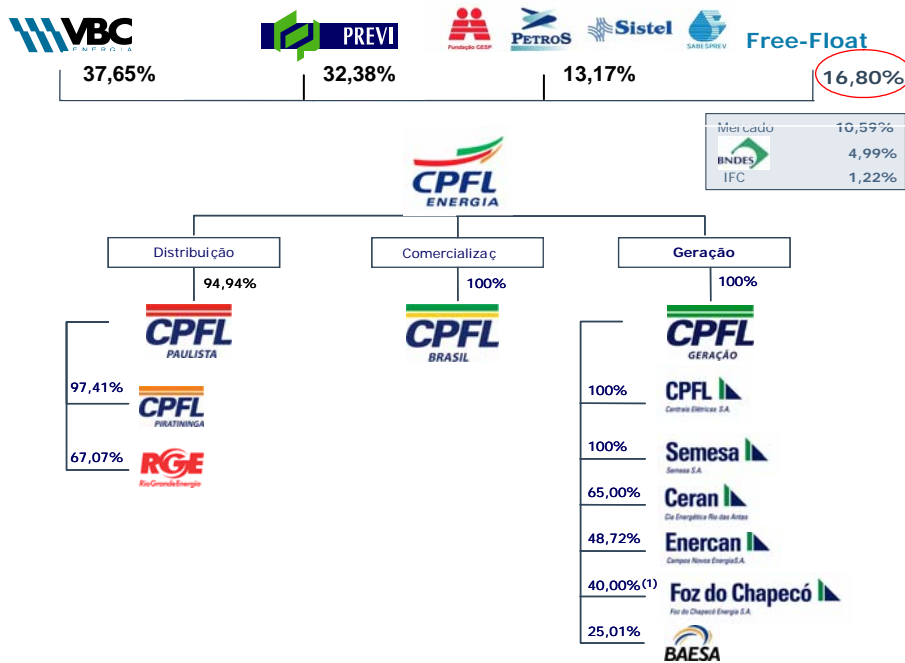 VBC
ENERGIA
PREVI
Fundação CESP
PETROS
Sistel
SABESPREV
Free-Float
37,65%
32,38%
13,17%
16,80%
Mercado 10,59%
BNDES 4,99%
IFC 1,22%
CPFL
ENERGIA
Distribuição
Comercializaç
Geração
94,94%
100%
100%
CPFL
PAULISTA
CPFL
BRASIL
CPFL
GERAÇÃO
97,41%
CPFL
PIRATININGA
67,07%
RGE
Rio Grande Energia
100%
CPFL
Centrais Elétricas S.A.
100%
Semesa
Semesa S.A.
65,00%
Ceran
Cia Energética Rio das Antas
48,72%
Enercan
Campos Novos Energia S.A.
40,00%(1)
Foz do Chapecó
Foz do Chapecó Energia S.A.
25,01%
BAESA